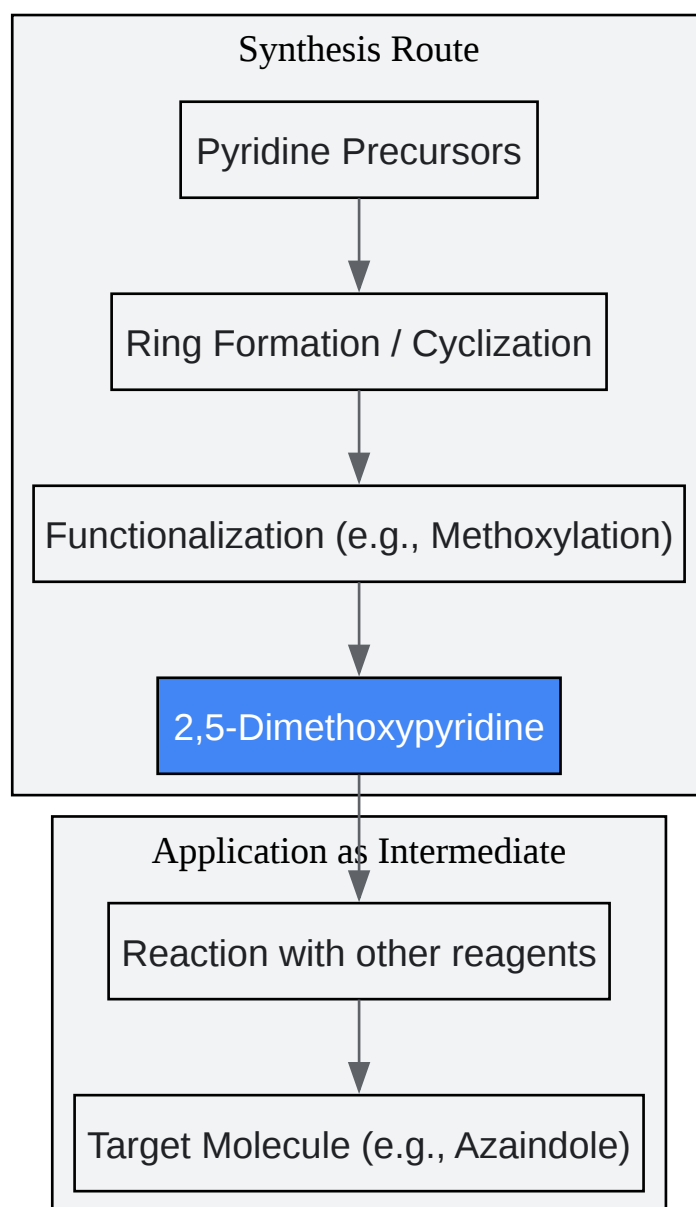 Synthesis Route
Pyridine Precursors
Ring Formation / Cyclization
Functionalization (e.g., Methoxylation)
2,5-Dimethoxypyridine
Application as Intermediate
Reaction with other reagents
Target Molecule (e.g., Azaindole)